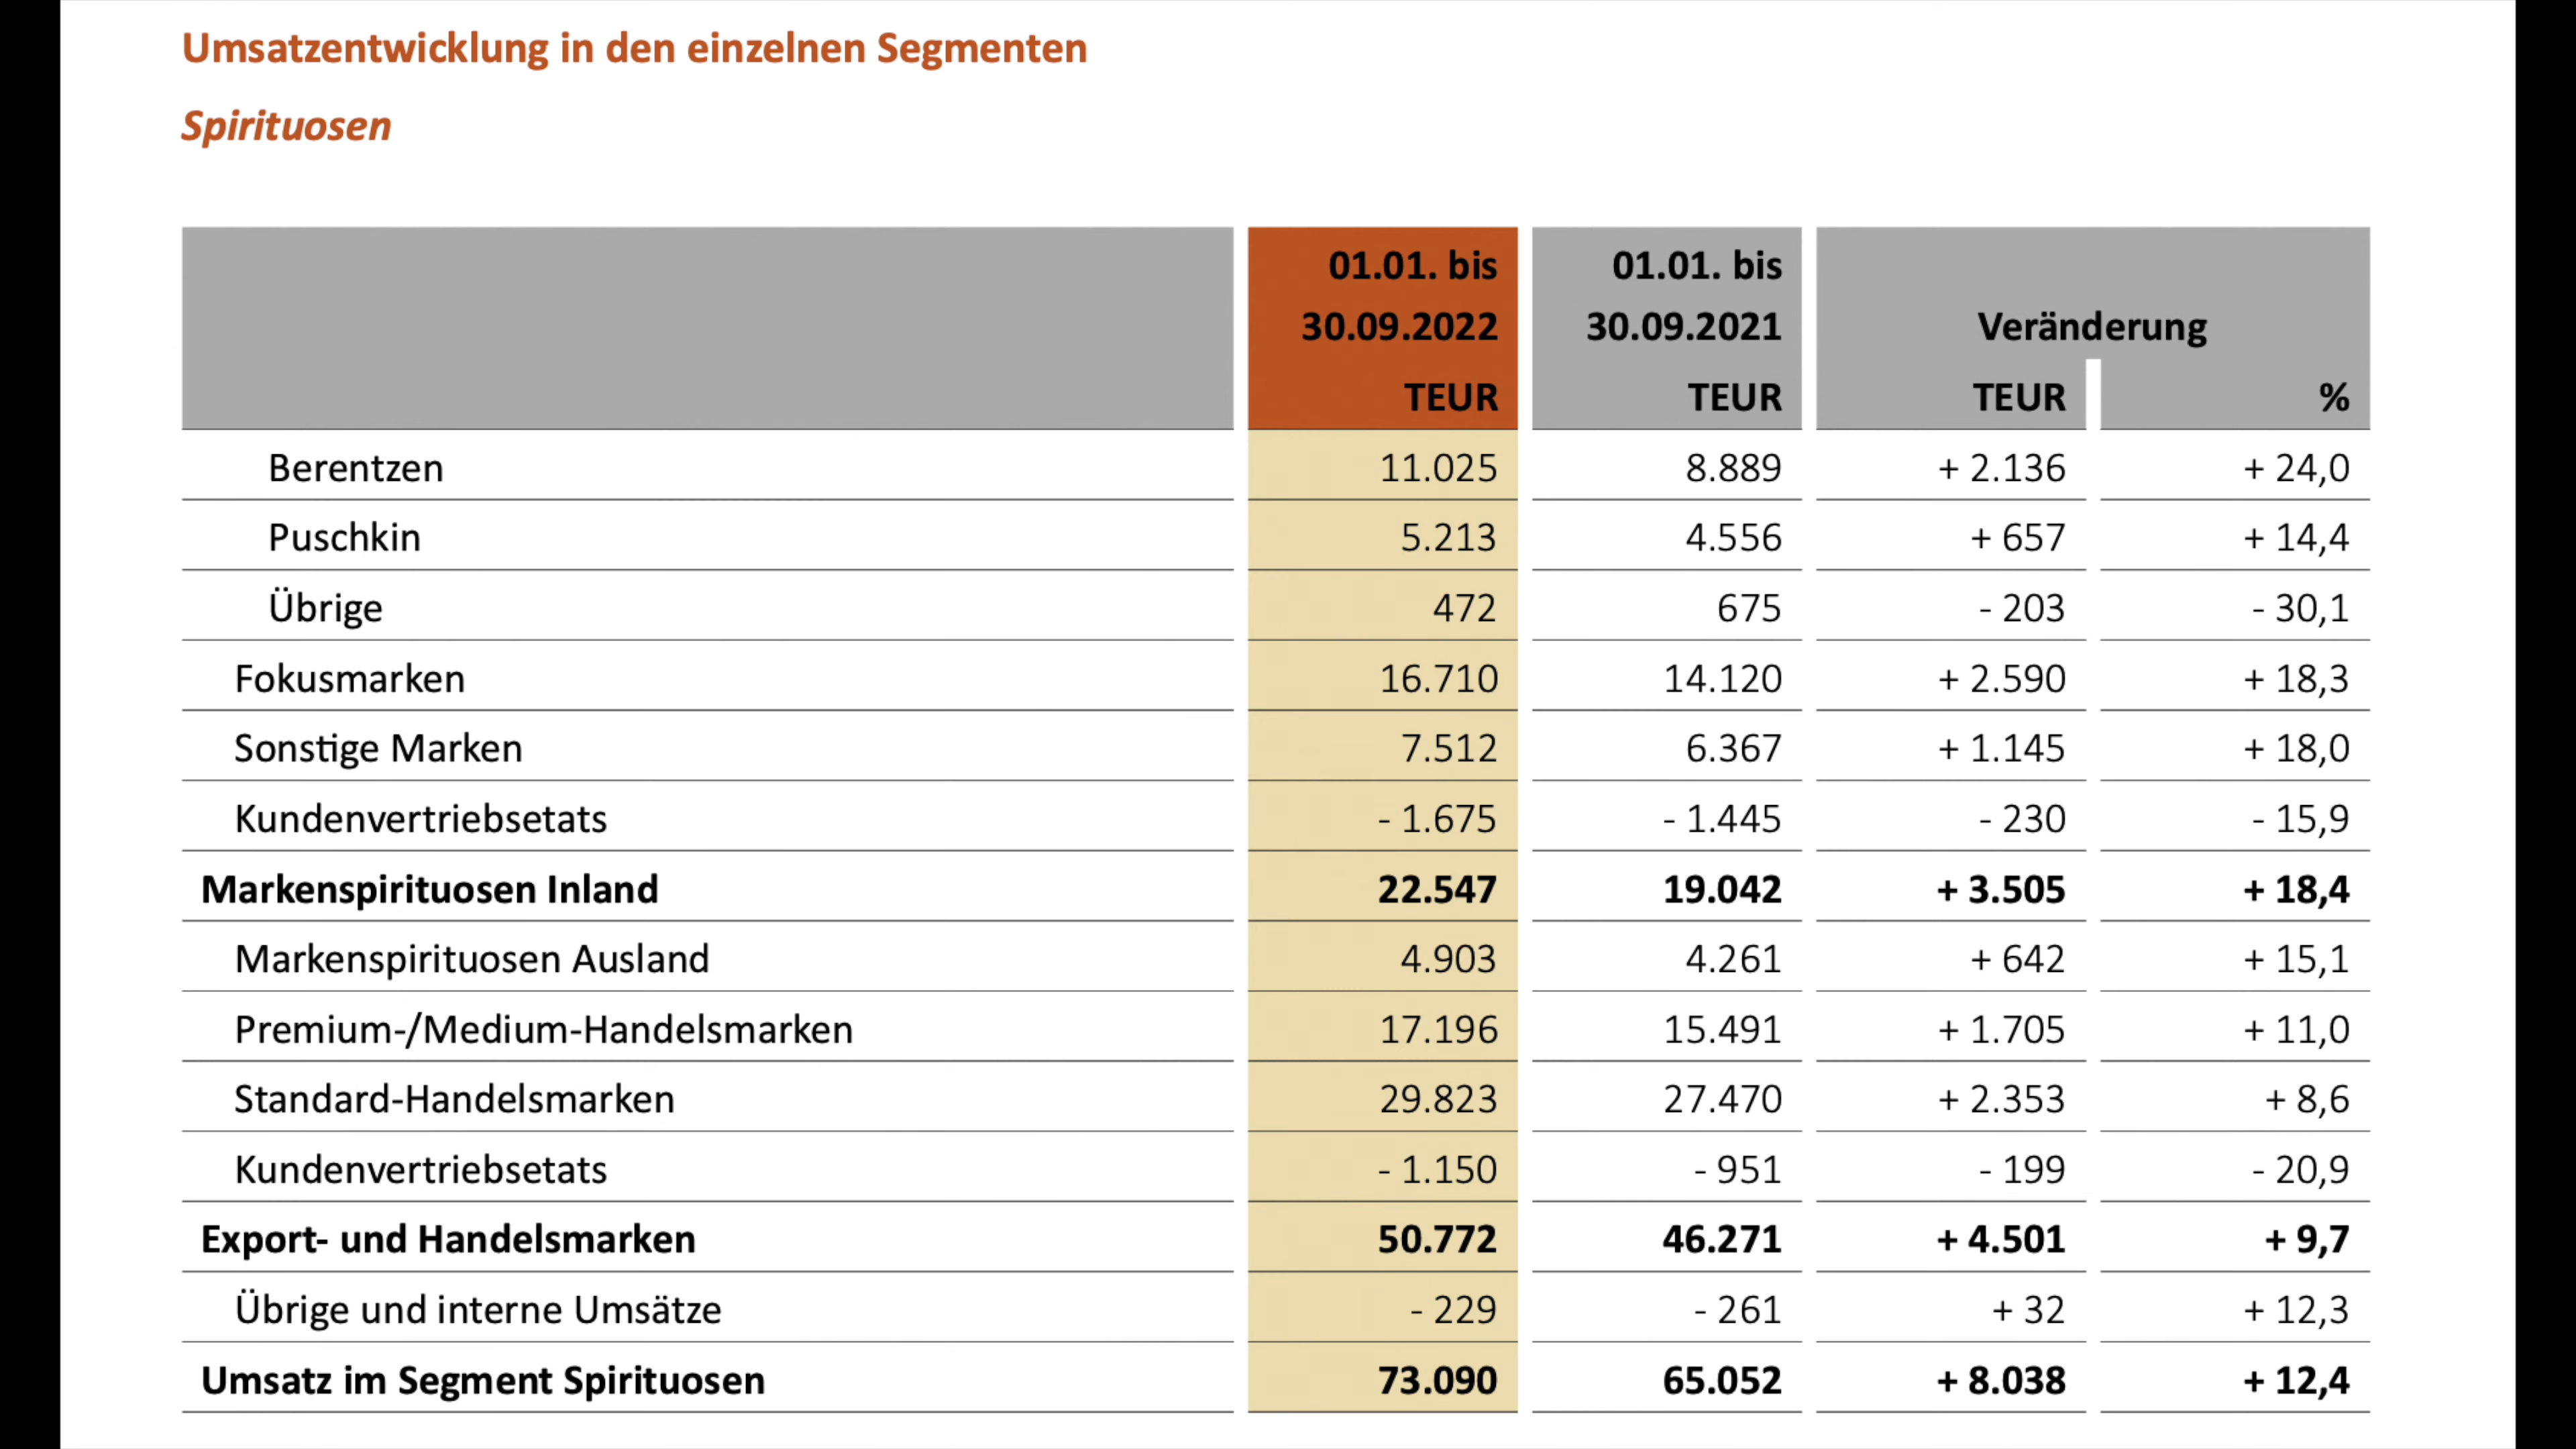 Umsatzentwicklung in den einzelnen Segmenten
Spirituosen
01.01. bis 01.01. bis
30.09.2022 30.09.2021 Veränderung
TEUR TEUR TEUR %
Berentzen 11.025 8.889 + 2.136 + 24,0
Puschkin 5.213 4.556 + 657 + 14,4
Übrige 472 675 - 203 - 30,1
Fokusmarken 16.710 14.120 + 2.590 + 18,3
Sonstige Marken 7.512 6.367 + 1.145 + 18,0
Kundenvertriebsetats - 1.675 - 1.445 - 230 - 15,9
Markenspirituosen Inland 22.547 19.042 + 3.505 + 18,4
Markenspirituosen Ausland 4.903 4.261 + 642 + 15,1
Premium-/Medium-Handelsmarken 17.196 15.491 + 1.705 + 11,0
Standard-Handelsmarken 29.823 27.470 + 2.353 + 8,6
Kundenvertriebsetats - 1.150 - 951 - 199 - 20,9
Export- und Handelsmarken 50.772 46.271 + 4.501 + 9,7
Übrige und interne Umsätze - 229 - 261 + 32 + 12,3
Umsatz im Segment Spirituosen 73.090 65.052 + 8.038 + 12,4